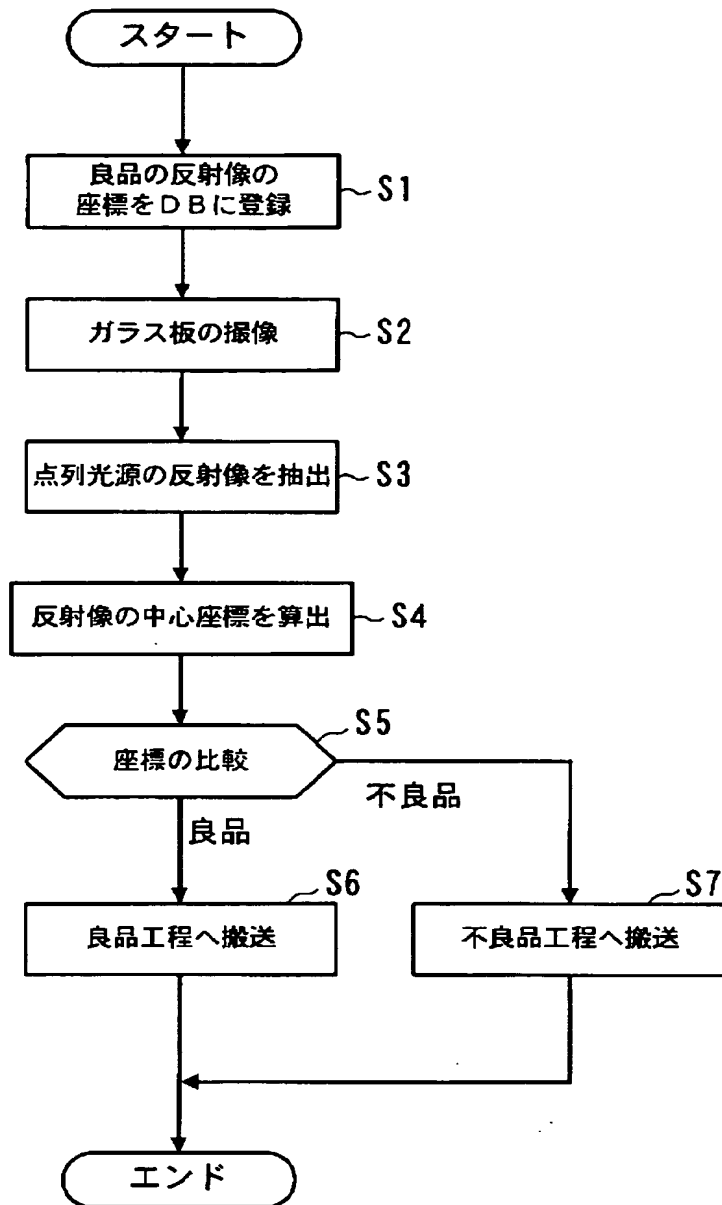 スタート
良品の反射像の
座標をDBに登録
S1
ガラス板の撮像
S2
点列光源の反射像を抽出
S3
反射像の中心座標を算出
S4
座標の比較
S5
不良品
良品
良品工程へ搬送
S6
不良品工程へ搬送
S7
エンド